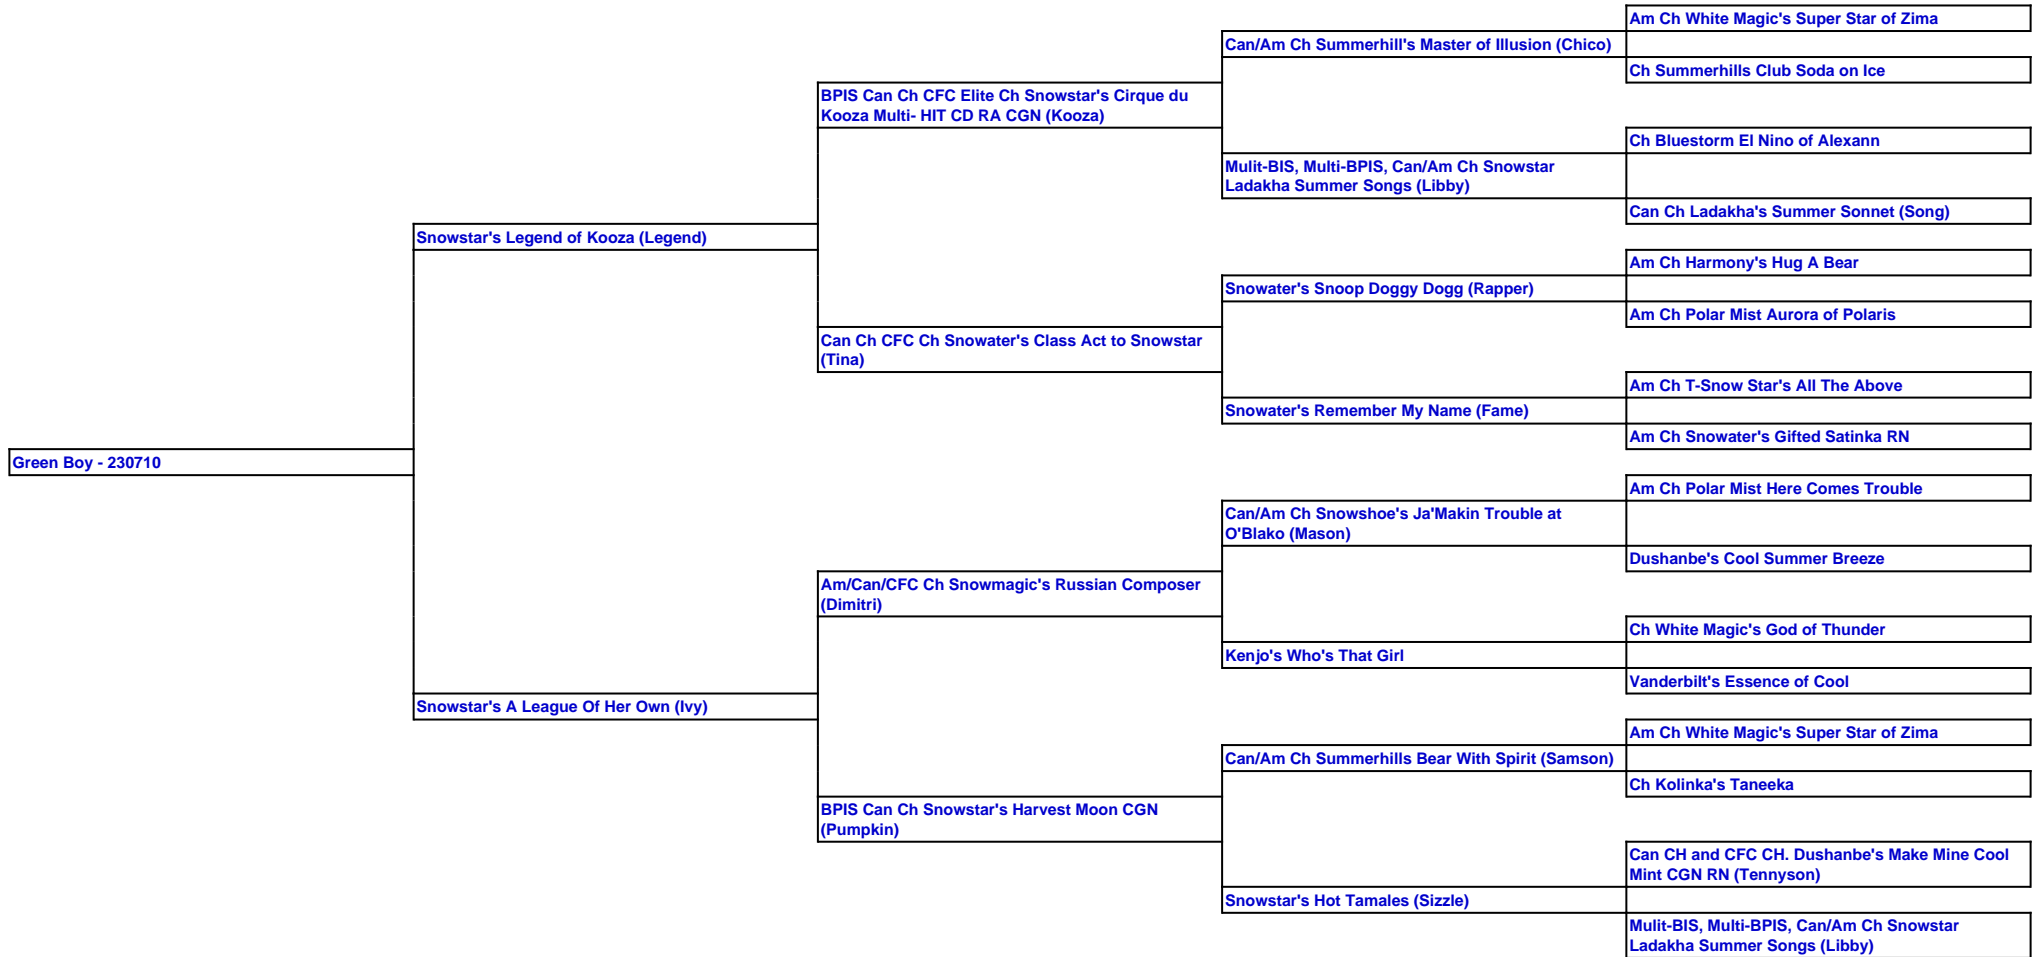 Am Ch White Magic's Super Star of Zima
Can/Am Ch Summerhill's Master of Illusion (Chico)
Ch Summerhills Club Soda on Ice
BPIS Can Ch CFC Elite Ch Snowstar's Cirque du
Kooza Multi- HIT CD RA CGN (Kooza)
Ch Bluestorm El Nino of Alexann
Mulit-BIS, Multi-BPIS, Can/Am Ch Snowstar
Ladakha Summer Songs (Libby)
Can Ch Ladakha's Summer Sonnet (Song)
Snowstar's Legend of Kooza (Legend)
Am Ch Harmony's Hug A Bear
Snowater's Snoop Doggy Dogg (Rapper)
Am Ch Polar Mist Aurora of Polaris
Can Ch CFC Ch Snowater's Class Act to Snowstar
(Tina)
Am Ch T-Snow Star's All The Above
Snowater's Remember My Name (Fame)
Am Ch Snowater's Gifted Satinka RN
Green Boy - 230710
Am Ch Polar Mist Here Comes Trouble
Can/Am Ch Snowshoe's Ja'Makin Trouble at
O'Blako (Mason)
Dushanbe's Cool Summer Breeze
Am/Can/CFC Ch Snowmagic's Russian Composer
(Dimitri)
Ch White Magic's God of Thunder
Kenjo's Who's That Girl
Vanderbilt's Essence of Cool
Snowstar's A League Of Her Own (Ivy)
Am Ch White Magic's Super Star of Zima
Can/Am Ch Summerhills Bear With Spirit (Samson)
Ch Kolinka's Taneeka
BPIS Can Ch Snowstar's Harvest Moon CGN
(Pumpkin)
Can CH and CFC CH. Dushanbe's Make Mine Cool
Mint CGN RN (Tennyson)
Snowstar's Hot Tamales (Sizzle)
Mulit-BIS, Multi-BPIS, Can/Am Ch Snowstar
Ladakha Summer Songs (Libby)